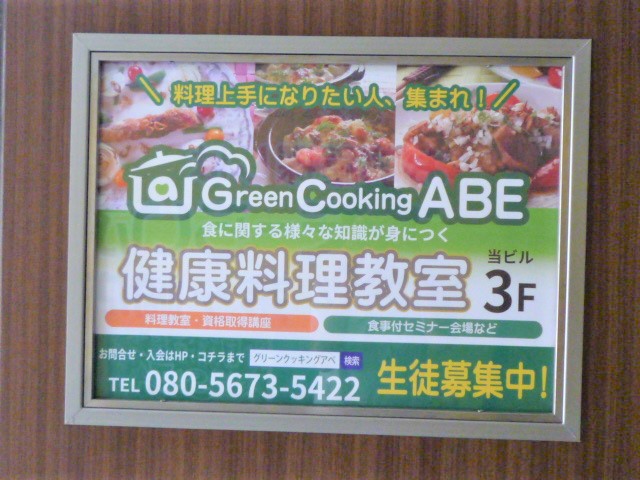 料理上手になりたい人、集まれ！
Green Cooking ABE
食に関する様々な知識が身につく
健康料理教室 当ビル 3F
料理教室・資格取得講座 食事付セミナー会場など
お問合せ・入会はHP・コチラまで グリーンクッキングアベ 検索
TEL 080-5673-5422 生徒募集中!